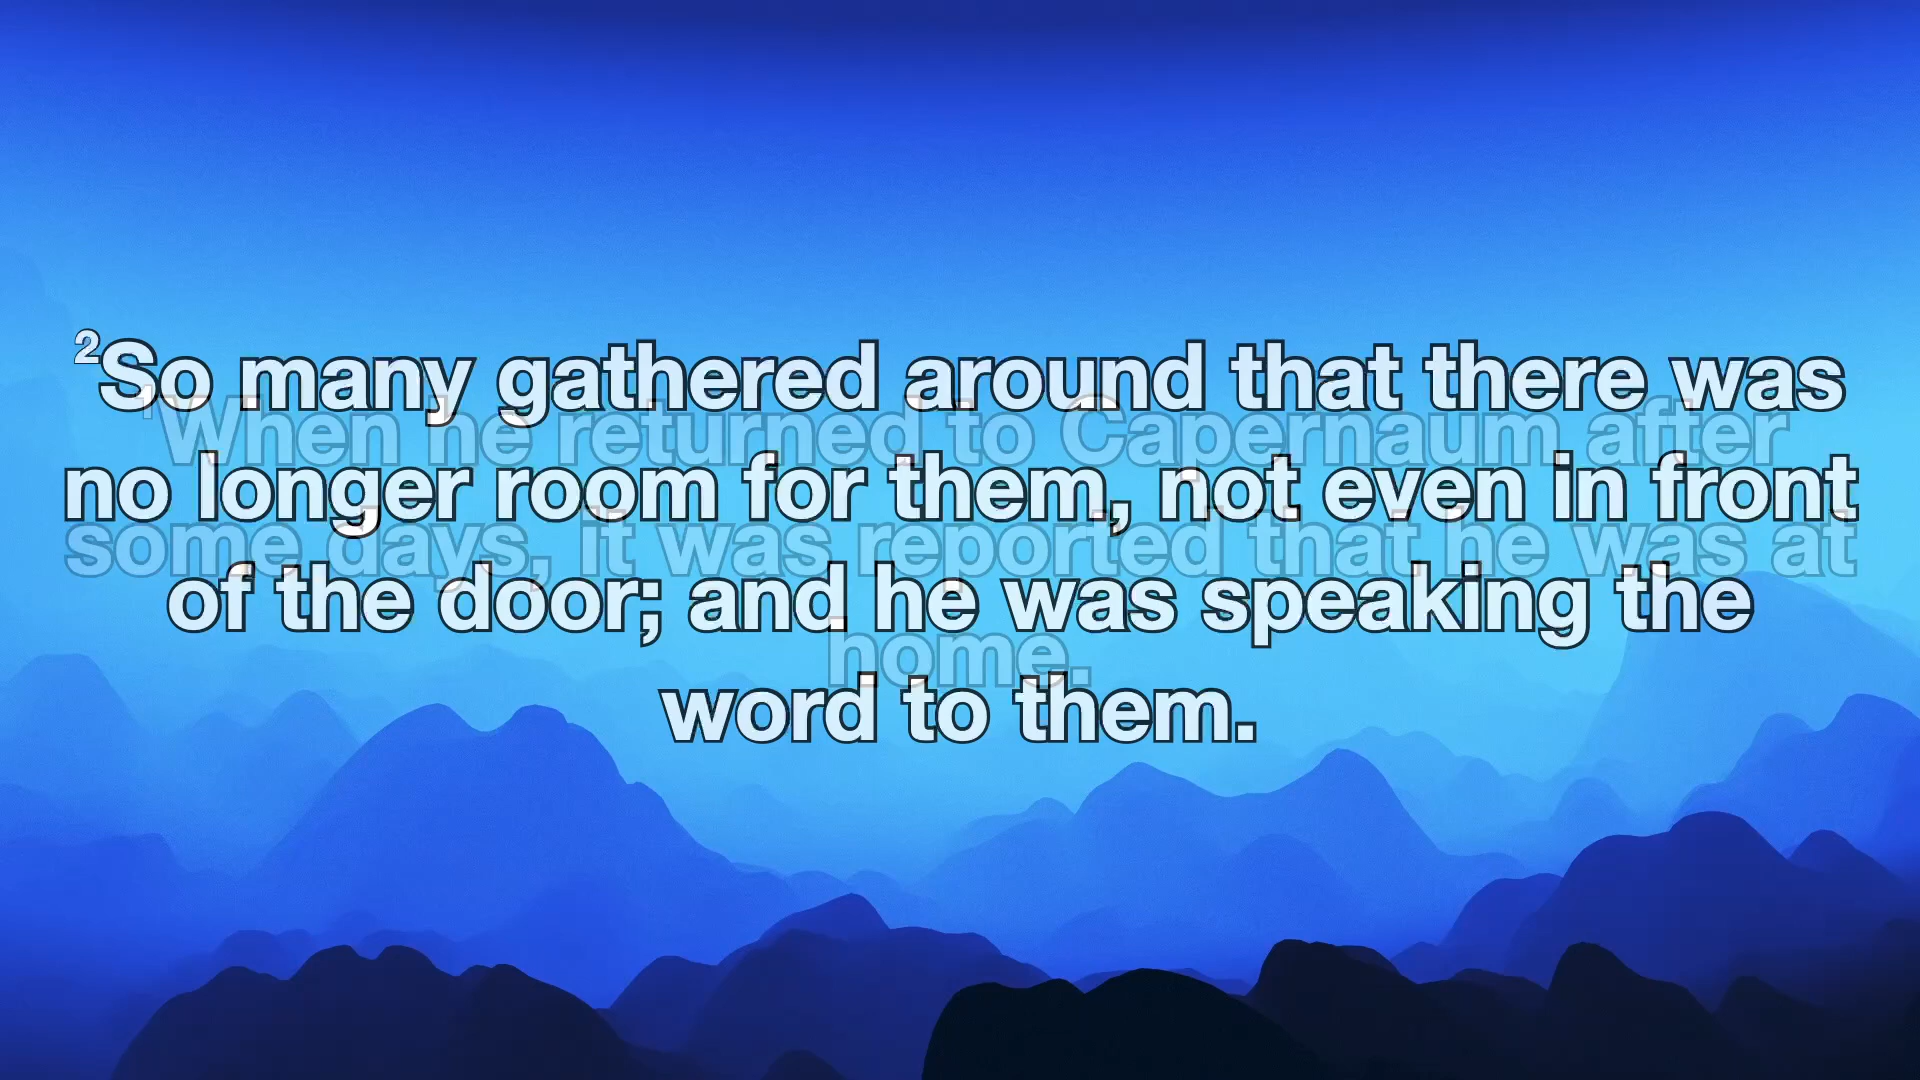 ²So many gathered around that there was
no longer room for them, not even in front
of the door; and he was speaking the
word to them.
¹When he returned to Capernaum after
some days, it was reported that he was at
home.